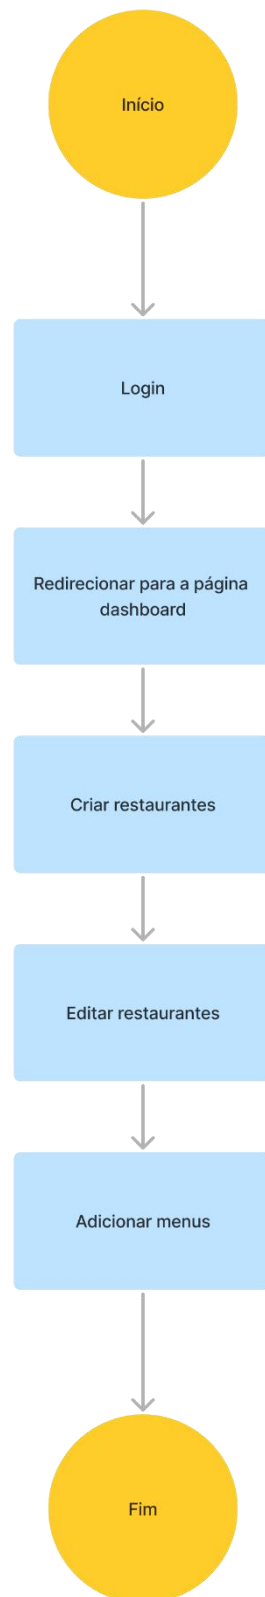 Início
Login
Redirecionar para a página
dashboard
Criar restaurantes
Editar restaurantes
Adicionar menus
Fim